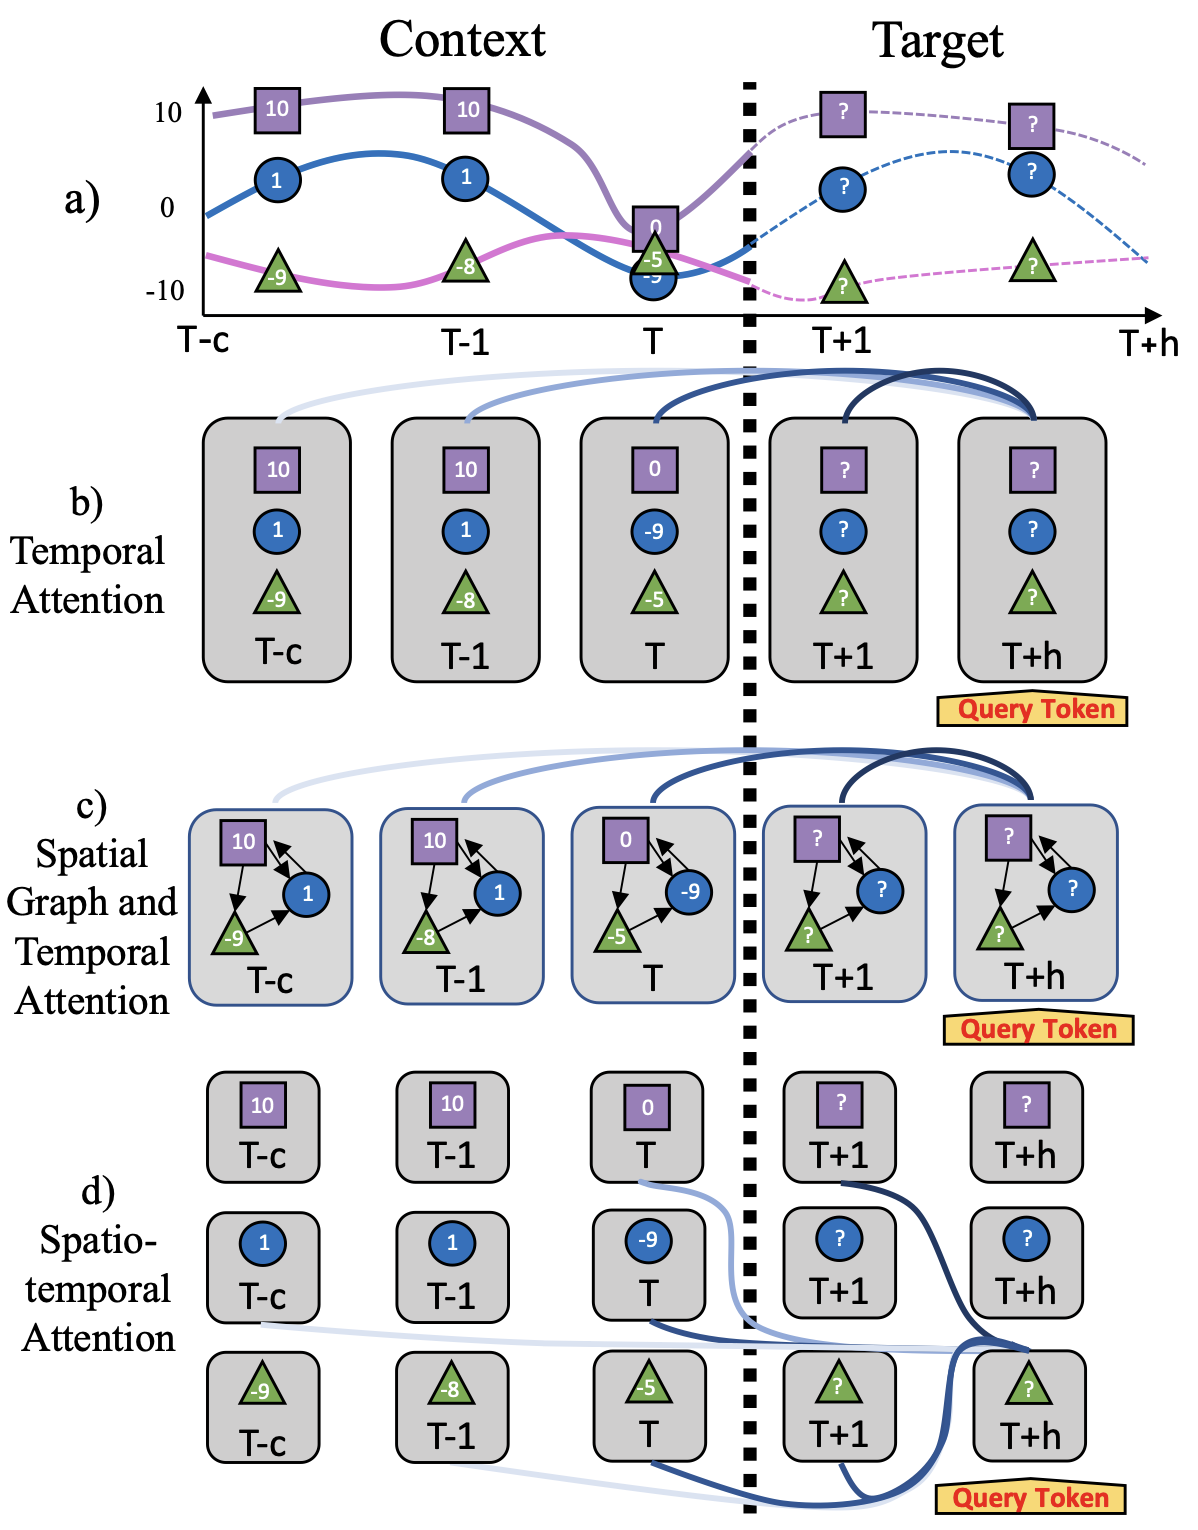 Context Target
10
10 10 ? ?
a)
1 1 ? ?
0
0
-9 -8 -5 ? ?
-9
-10
T-c T-1 T T+1 T+h
b)
Temporal
Attention
10 10 0 ? ?
1 1 -9 ? ?
-9 -8 -5 ? ?
T-c T-1 T T+1 T+h
Query Token
c)
Spatial
Graph and
Temporal
Attention
10 10 0 ? ?
1 1 -9 ? ?
-9 -8 -5 ? ?
T-c T-1 T T+1 T+h
Query Token
d)
Spatio-
temporal
Attention
10 10 0 ? ?
T-c T-1 T T+1 T+h
1 1 -9 ? ?
T-c T-1 T T+1 T+h
-9 -8 -5 ? ?
T-c T-1 T T+1 T+h
Query Token